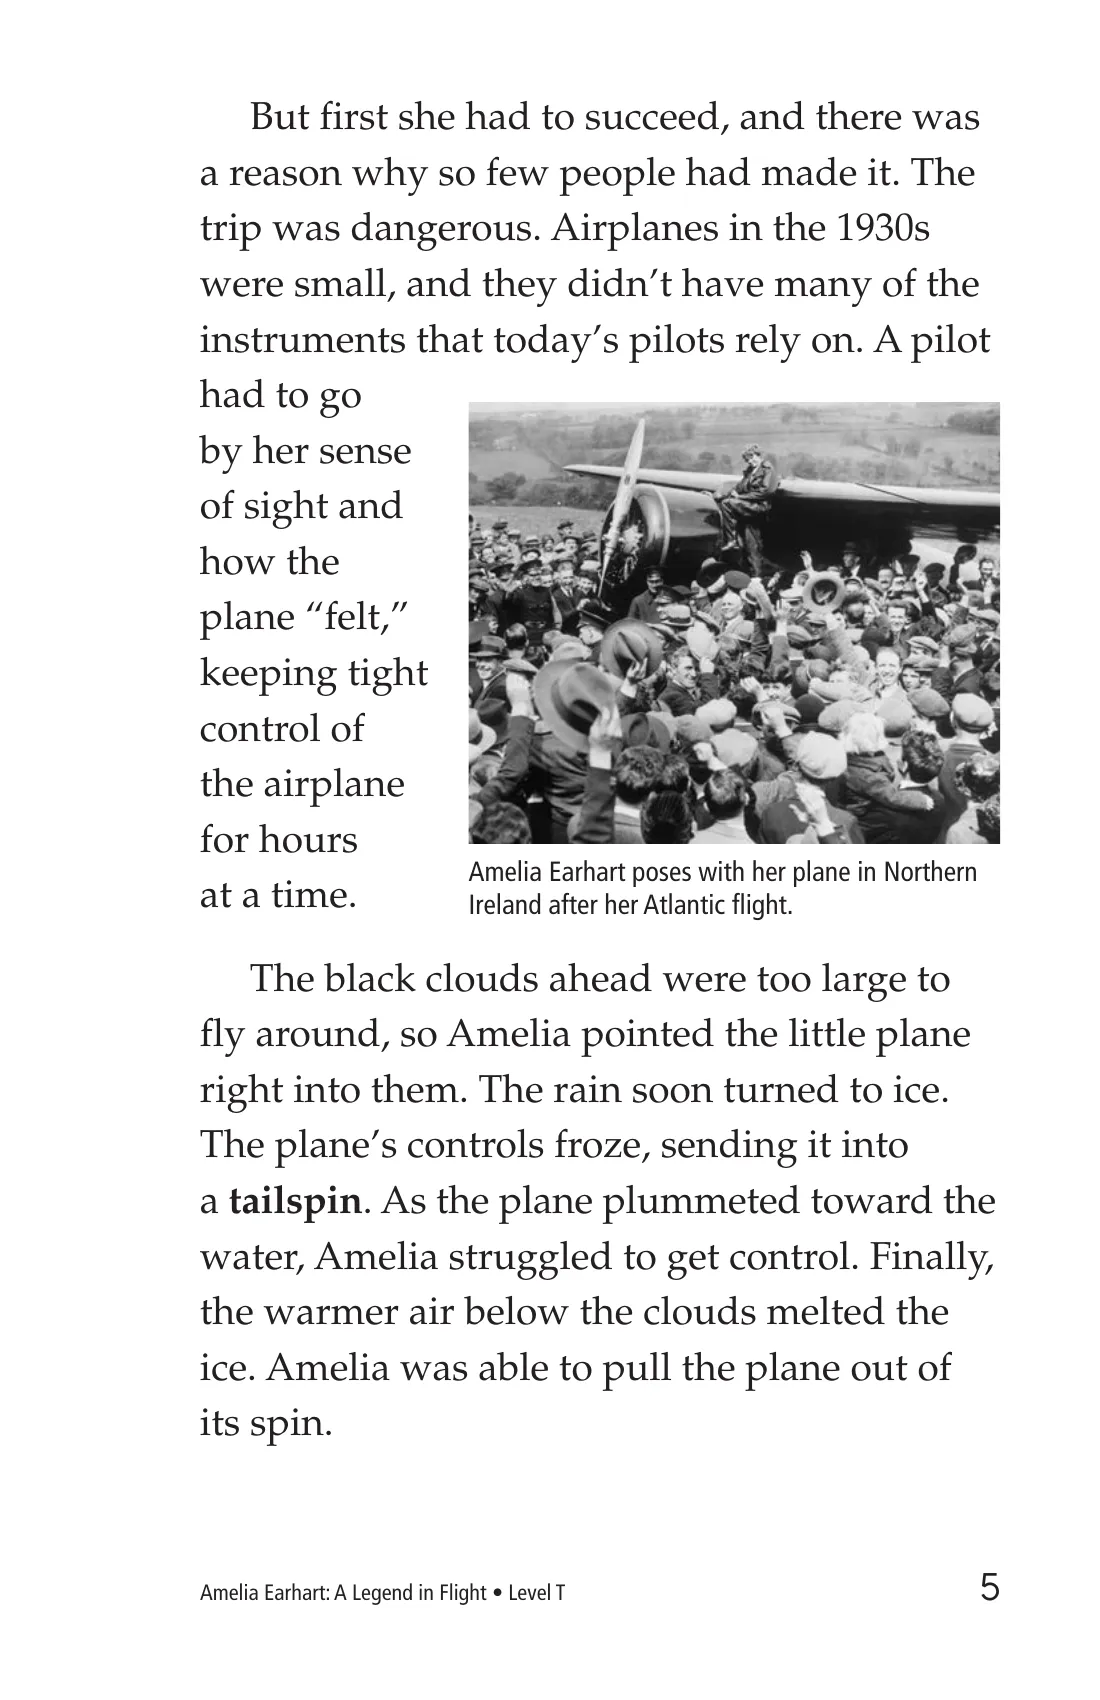 But first she had to succeed, and there was
a reason why so few people had made it. The
trip was dangerous. Airplanes in the 1930s
were small, and they didn’t have many of the
instruments that today’s pilots rely on. A pilot
had to go
by her sense
of sight and
how the
plane “felt,”
keeping tight
control of
the airplane
for hours
at a time.
Amelia Earhart poses with her plane in Northern
Ireland after her Atlantic flight.
The black clouds ahead were too large to
fly around, so Amelia pointed the little plane
right into them. The rain soon turned to ice.
The plane’s controls froze, sending it into
a tailspin. As the plane plummeted toward the
water, Amelia struggled to get control. Finally,
the warmer air below the clouds melted the
ice. Amelia was able to pull the plane out of
its spin.
Amelia Earhart: A Legend in Flight • Level T
5